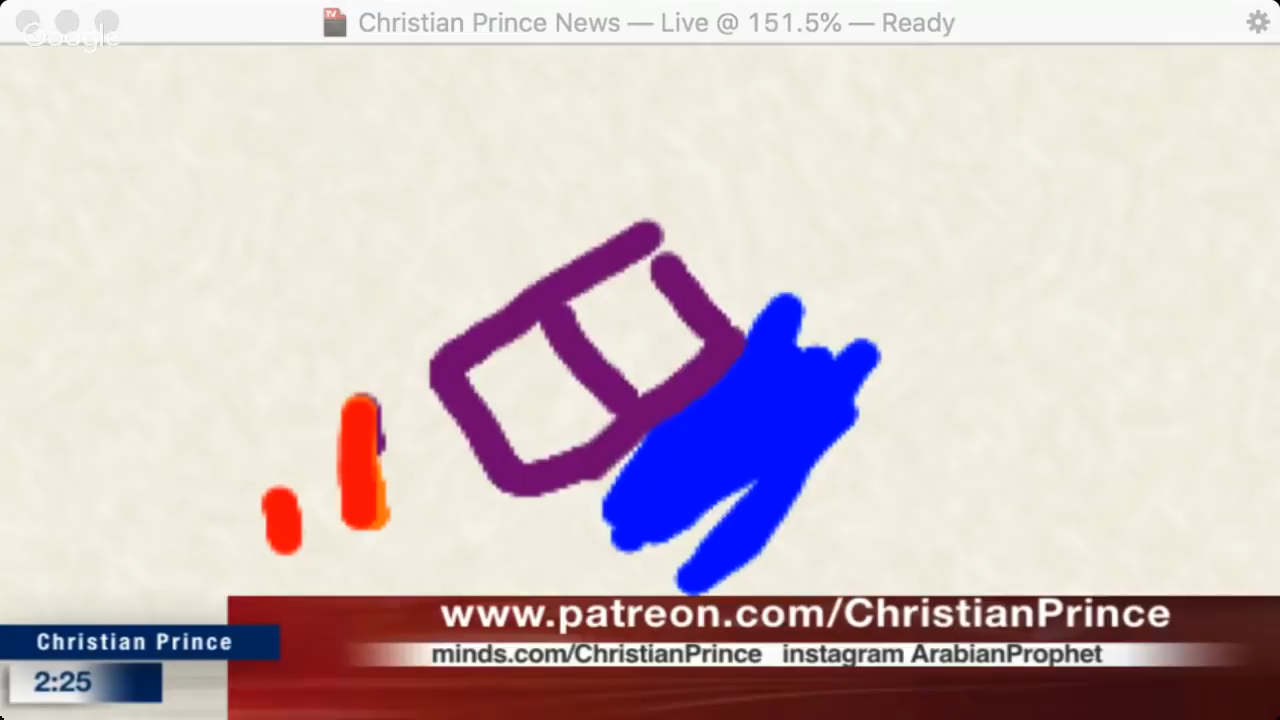 Christian Prince News — Live @ 151.5% — Ready
Google
TV
www.patreon.com/ChristianPrince
Christian Prince
minds.com/ChristianPrince instagram ArabianProphet
2:25